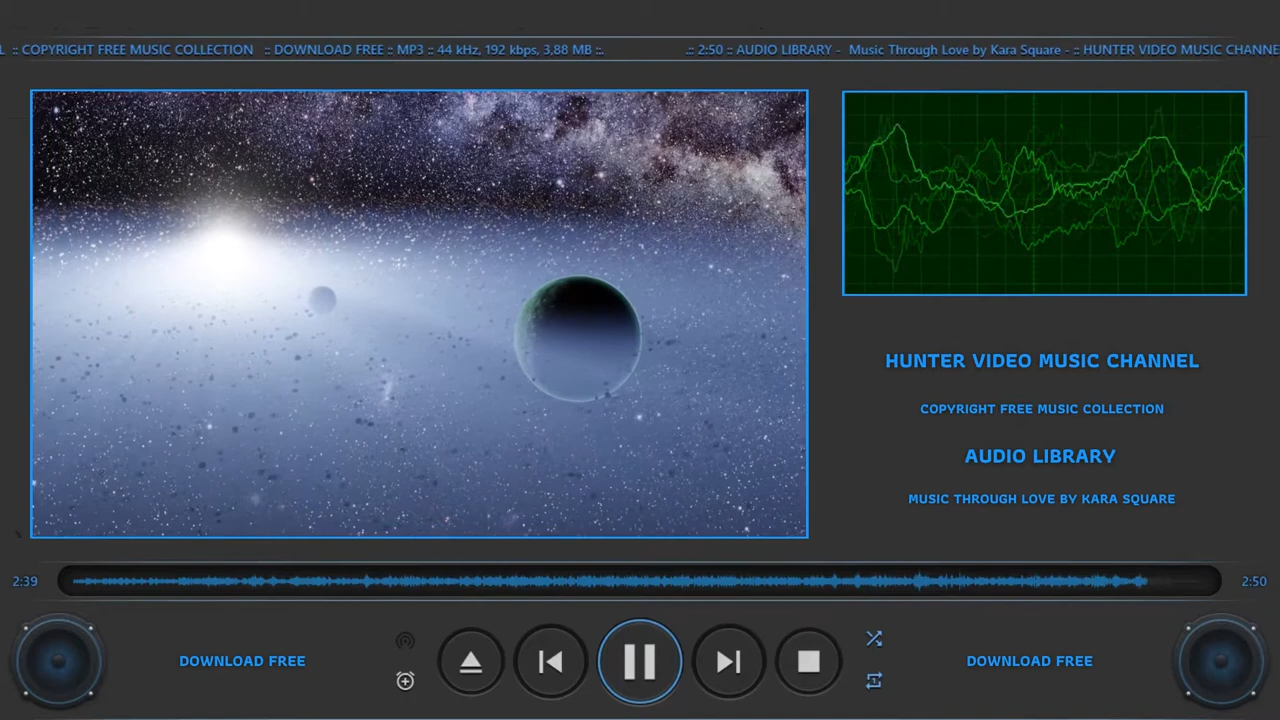 L :: COPYRIGHT FREE MUSIC COLLECTION :: DOWNLOAD FREE :: MP3 :: 44 kHz, 192 kbps, 3,88 MB ::. .:: 2:50 :: AUDIO LIBRARY - Music Through Love by Kara Square - :: HUNTER VIDEO MUSIC CHANNE
HUNTER VIDEO MUSIC CHANNEL
COPYRIGHT FREE MUSIC COLLECTION
AUDIO LIBRARY
MUSIC THROUGH LOVE BY KARA SQUARE
2:39
2:50
DOWNLOAD FREE
DOWNLOAD FREE